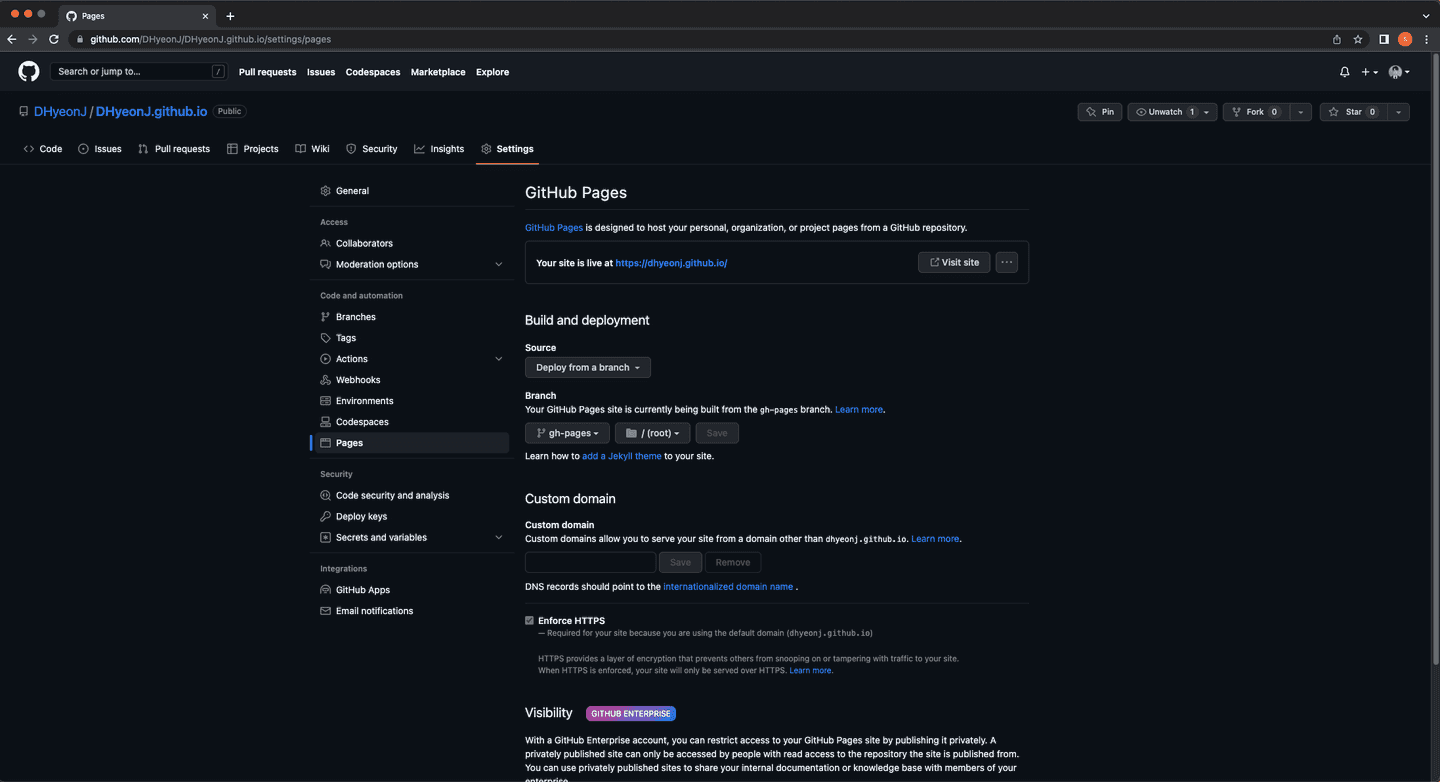 Pages
github.com/DHyeonJ/DHyeonJ.github.io/settings/pages
Search or jump to... /
Pull requests Issues Codespaces Marketplace Explore
DHyeonJ / DHyeonJ.github.io Public
Pin Unwatch 1 Fork 0 Star 0
Code Issues Pull requests Projects Wiki Security Insights Settings
General
Access
Collaborators
Moderation options
Code and automation
Branches
Tags
Actions
Webhooks
Environments
Codespaces
Pages
Security
Code security and analysis
Deploy keys
Secrets and variables
Integrations
GitHub Apps
Email notifications
GitHub Pages
GitHub Pages is designed to host your personal, organization, or project pages from a GitHub repository.
Your site is live at https://dhyeonj.github.io/
Visit site
Build and deployment
Source
Deploy from a branch
Branch
Your GitHub Pages site is currently being built from the gh-pages branch. Learn more.
gh-pages / (root) Save
Learn how to add a Jekyll theme to your site.
Custom domain
Custom domain
Custom domains allow you to serve your site from a domain other than dhyeonj.github.io. Learn more.
Save Remove
DNS records should point to the internationalized domain name .
Enforce HTTPS
— Required for your site because you are using the default domain (dhyeonj.github.io)
HTTPS provides a layer of encryption that prevents others from snooping on or tampering with traffic to your site.
When HTTPS is enforced, your site will only be served over HTTPS. Learn more.
Visibility GITHUB ENTERPRISE
With a GitHub Enterprise account, you can restrict access to your GitHub Pages site by publishing it privately. A
privately published site can only be accessed by people with read access to the repository the site is published from.
You can use privately published sites to share your internal documentation or knowledge base with members of your
enterprise.